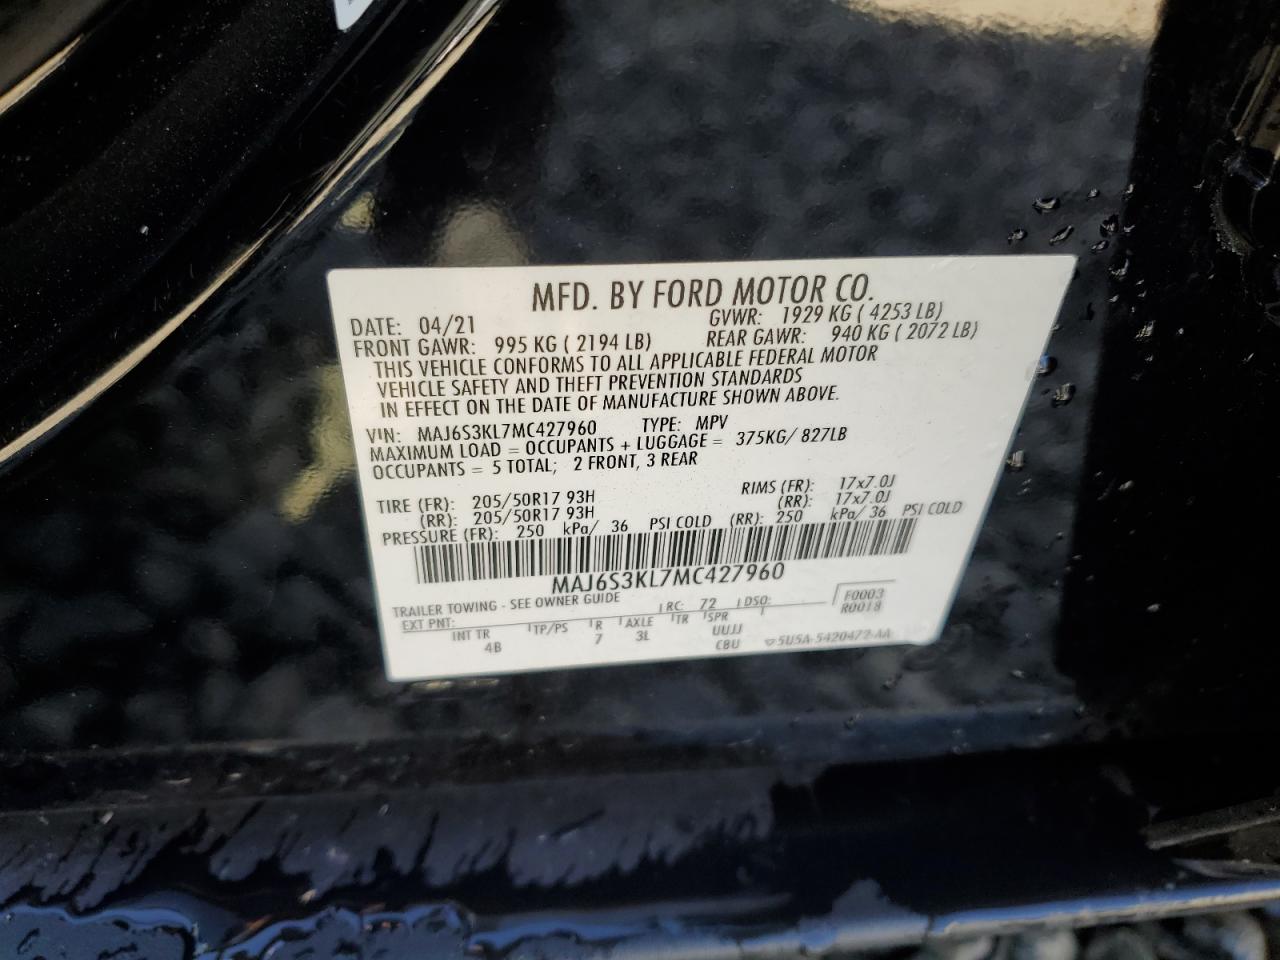 MFD. BY FORD MOTOR CO.
DATE: 04/21 GVWR: 1929 KG ( 4253 LB)
FRONT GAWR: 995 KG ( 2194 LB) REAR GAWR: 940 KG ( 2072 LB)
THIS VEHICLE CONFORMS TO ALL APPLICABLE FEDERAL MOTOR
VEHICLE SAFETY AND THEFT PREVENTION STANDARDS
IN EFFECT ON THE DATE OF MANUFACTURE SHOWN ABOVE.
VIN: MAJ6S3KL7MC427960 TYPE: MPV
MAXIMUM LOAD = OCCUPANTS + LUGGAGE = 375KG/ 827LB
OCCUPANTS = 5 TOTAL; 2 FRONT, 3 REAR
TIRE (FR): 205/50R17 93H RIMS (FR): 17x7.0J
(RR): 205/50R17 93H (RR): 17x7.0J
PRESSURE (FR): 250 kPa/ 36 PSI COLD (RR): 250 kPa/ 36 PSI COLD
MAJ6S3KL7MC427960
TRAILER TOWING - SEE OWNER GUIDE
EXT PNT: RC: 72 DSO: F0003
R0018
INT TR TP/PS R AXLE TR SPR
4B 7 3L UUJJ
CBU 5U5A-5420472-AA